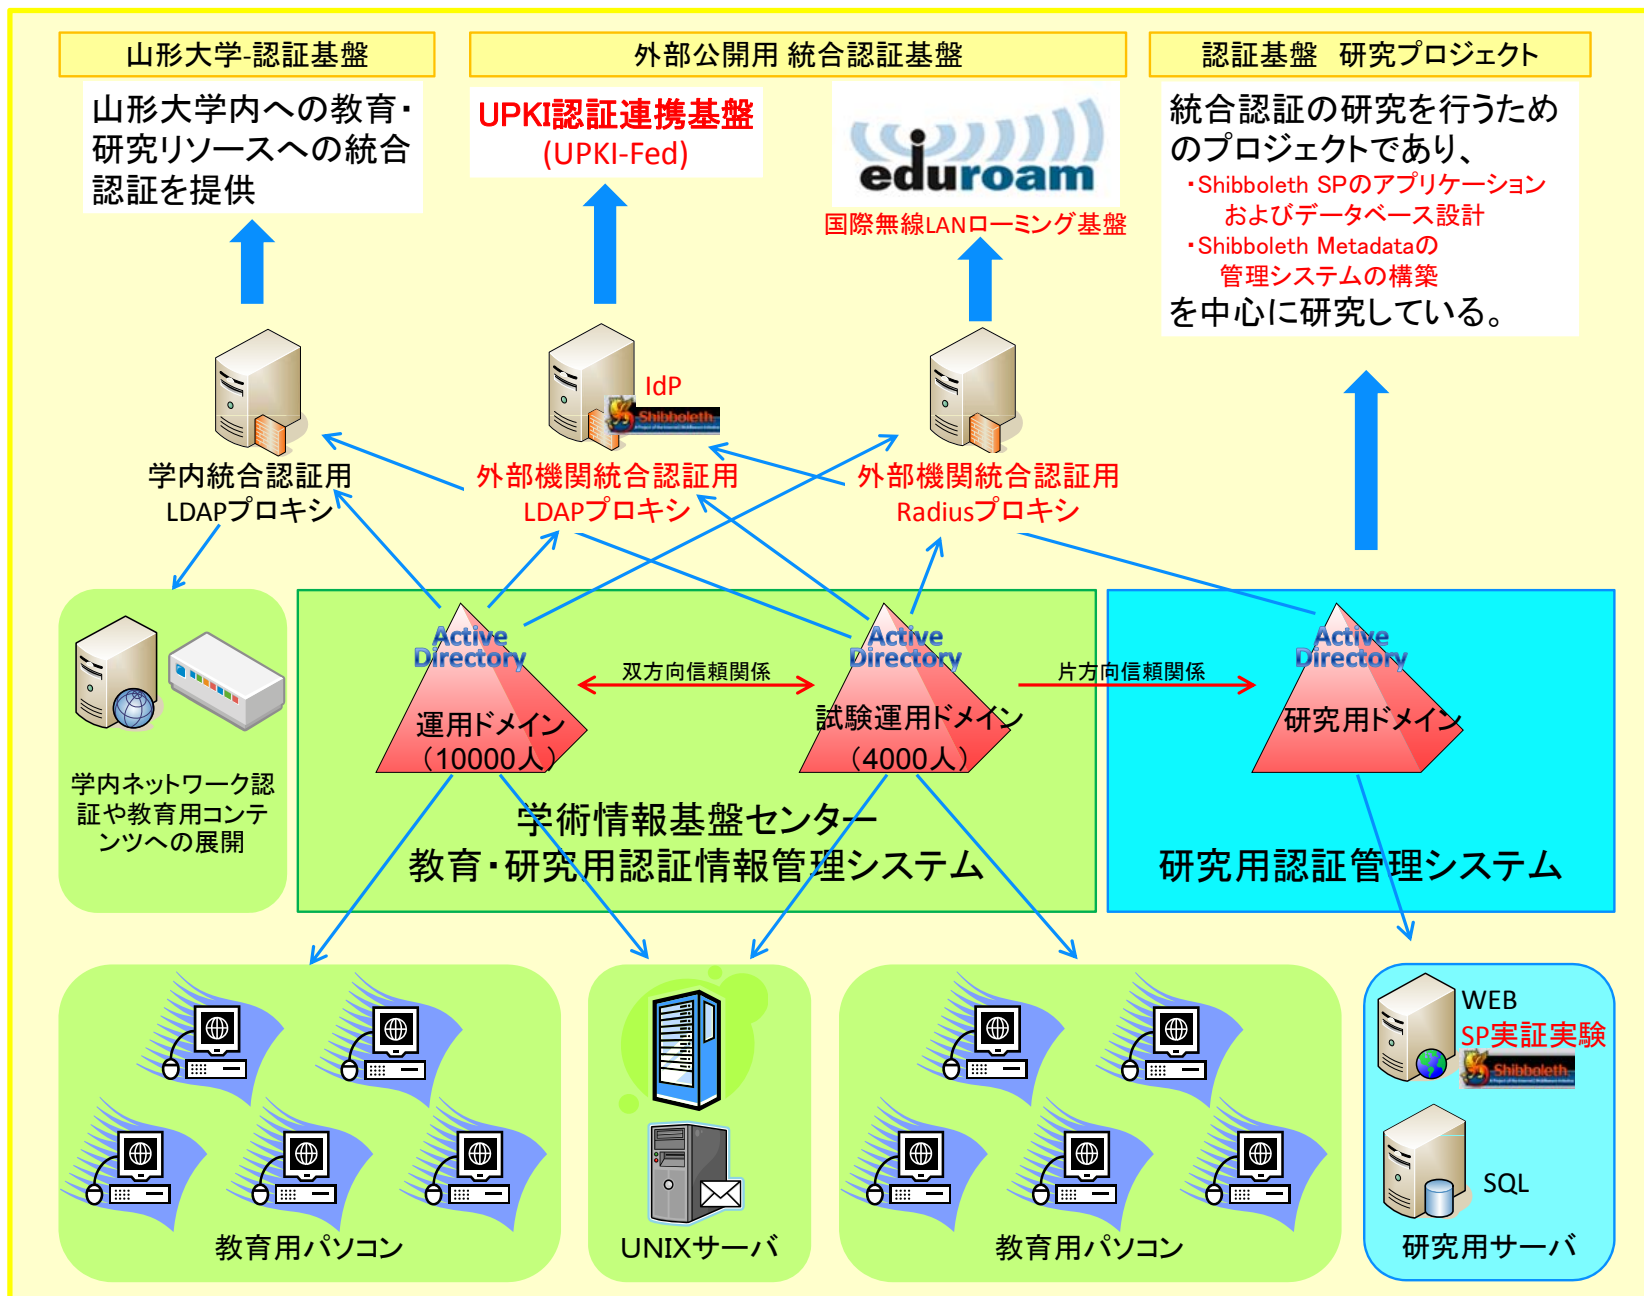 山形大学-認証基盤
山形大学内への教育・
研究リソースへの統合
認証を提供
外部公開用 統合認証基盤
UPKI認証連携基盤
(UPKI-Fed)
eduroam
国際無線LANローミング基盤
認証基盤 研究プロジェクト
統合認証の研究を行うため
のプロジェクトであり、
・Shibboleth SPのアプリケーション
およびデータベース設計
・Shibboleth Metadataの
管理システムの構築
を中心に研究している。
IdP
Shibboleth
学内統合認証用
LDAPプロキシ
外部機関統合認証用
LDAPプロキシ
外部機関統合認証用
Radiusプロキシ
学内ネットワーク認
証や教育用コンテ
ンツへの展開
Active
Directory
運用ドメイン
（10000人）
双方向信頼関係
Active
Directory
試験運用ドメイン
（4000人）
片方向信頼関係
Active
Directory
研究用ドメイン
学術情報基盤センター
教育・研究用認証情報管理システム
研究用認証管理システム
教育用パソコン
UNIXサーバ
教育用パソコン
WEB
SP実証実験
Shibboleth
SQL
研究用サーバ